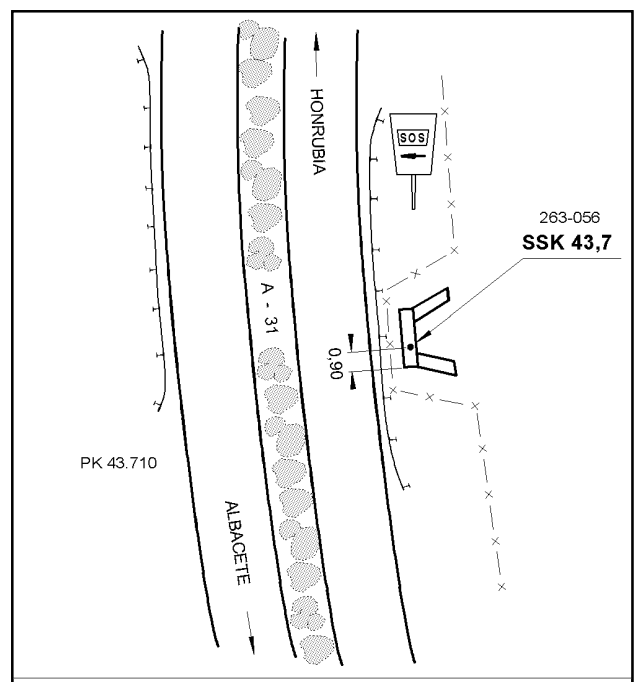 HONRUBIA
SOS
263-056
SSK 43,7
A - 31
0,90
PK 43.710
ALBACETE